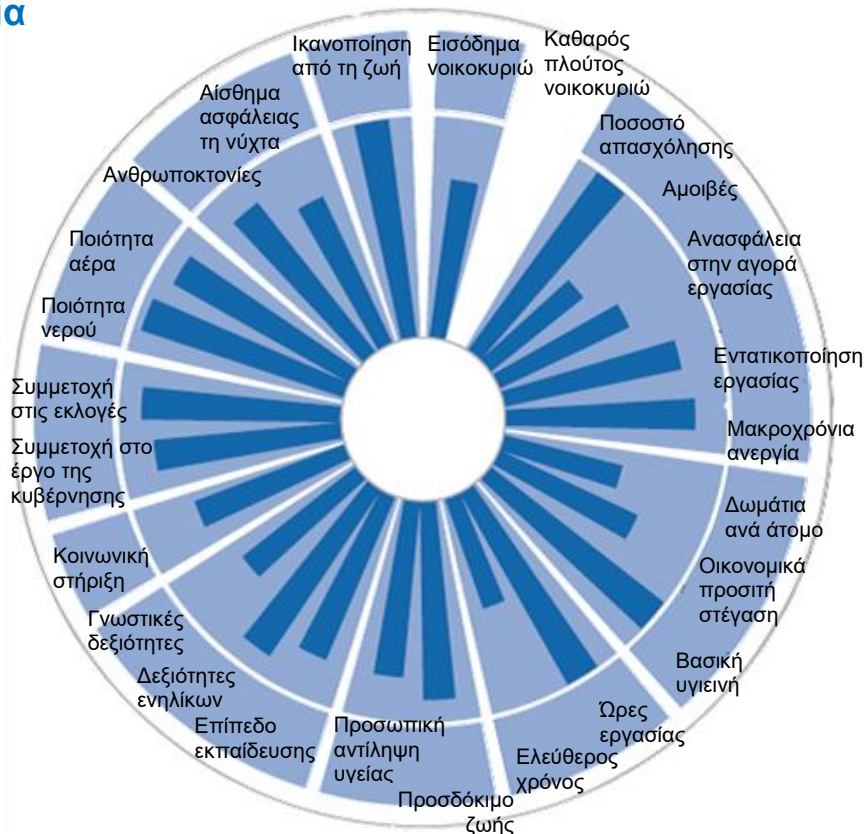 ία
Ικανοποίηση
από τη ζωή
Εισόδημα
νοικοκυριώ
Καθαρός
πλούτος
νοικοκυριώ
Ποσοστό
απασχόλησης
Αμοιβές
Ανασφάλεια
στην αγορά
εργασίας
Εντατικοποίηση
εργασίας
Μακροχρόνια
ανεργία
Δωμάτια
ανά άτομο
Οικονομικά
προσιτή
στέγαση
Βασική
υγιεινή
Ώρες
εργασίας
Ελεύθερος
χρόνος
Προσδόκιμο
ζωής
Προσωπική
αντίληψη
υγείας
Επίπεδο
εκπαίδευσης
Δεξιότητες
ενηλίκων
Γνωστικές
δεξιότητες
Κοινωνική
στήριξη
Συμμετοχή στο
έργο της
κυβέρνησης
Συμμετοχή
στις εκλογές
Ποιότητα
νερού
Ποιότητα
αέρα
Ανθρωποκτονίες
Αίσθημα
ασφάλειας
τη νύχτα